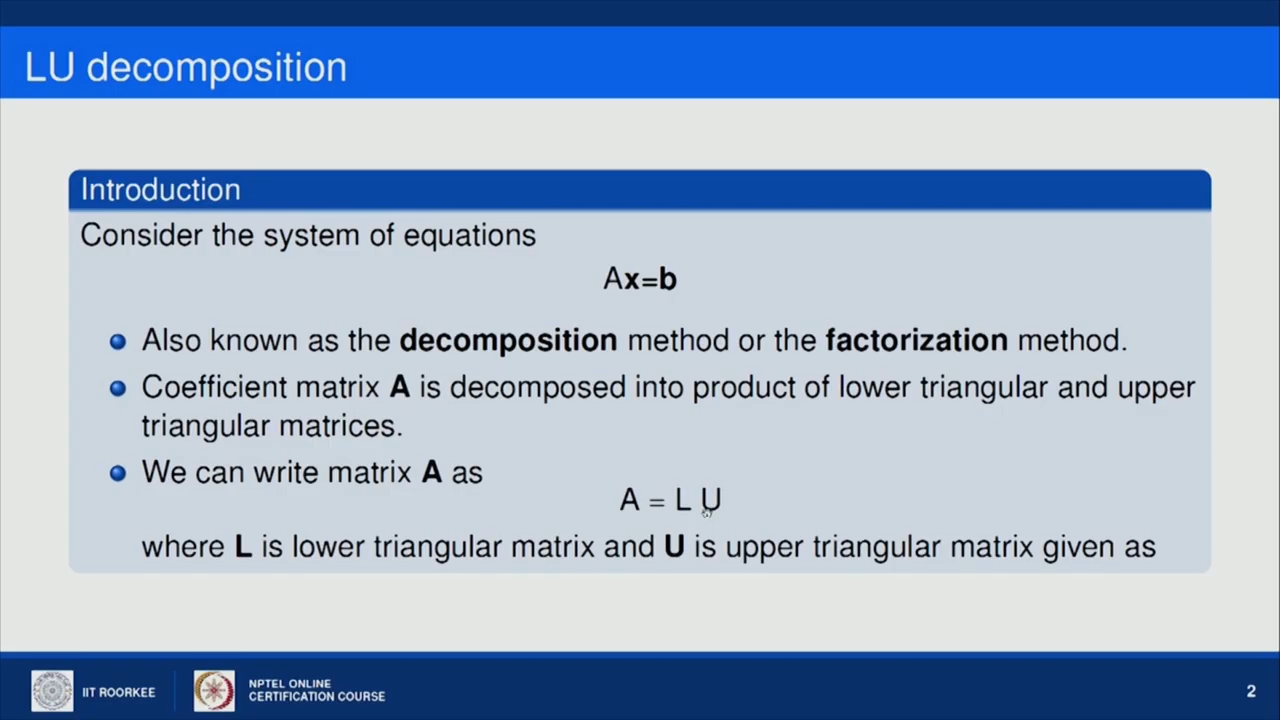 LU decomposition
Introduction
Consider the system of equations
Ax=b
Also known as the decomposition method or the factorization method.
Coefficient matrix A is decomposed into product of lower triangular and upper
triangular matrices.
We can write matrix A as
A = L U
where L is lower triangular matrix and U is upper triangular matrix given as
IIT ROORKEE
NPTEL ONLINE
CERTIFICATION COURSE
2